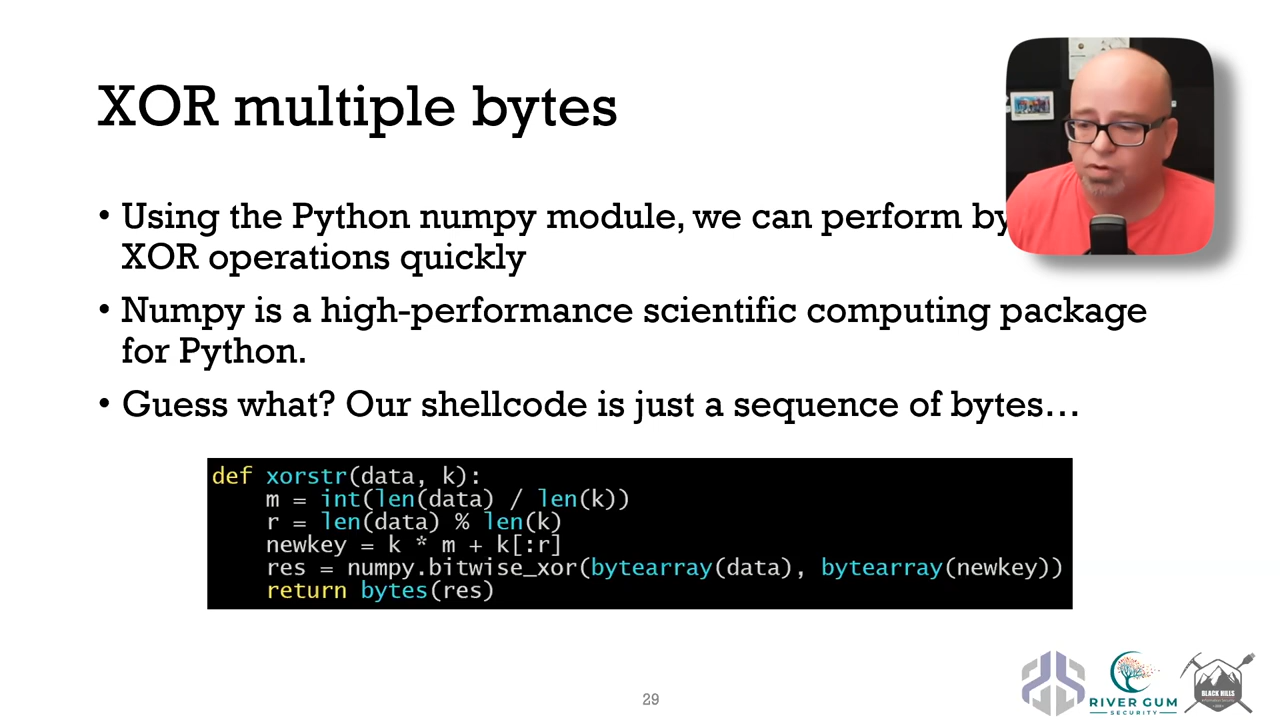 XOR multiple bytes
• Using the Python numpy module, we can perform by
XOR operations quickly
• Numpy is a high-performance scientific computing package
for Python.
• Guess what? Our shellcode is just a sequence of bytes…
def xorstr(data, k):
    m = int(len(data) / len(k))
    r = len(data) % len(k)
    newkey = k * m + k[:r]
    res = numpy.bitwise_xor(bytearray(data), bytearray(newkey))
    return bytes(res)
29
RIVER GUM
SECURITY
BLACK HILLS